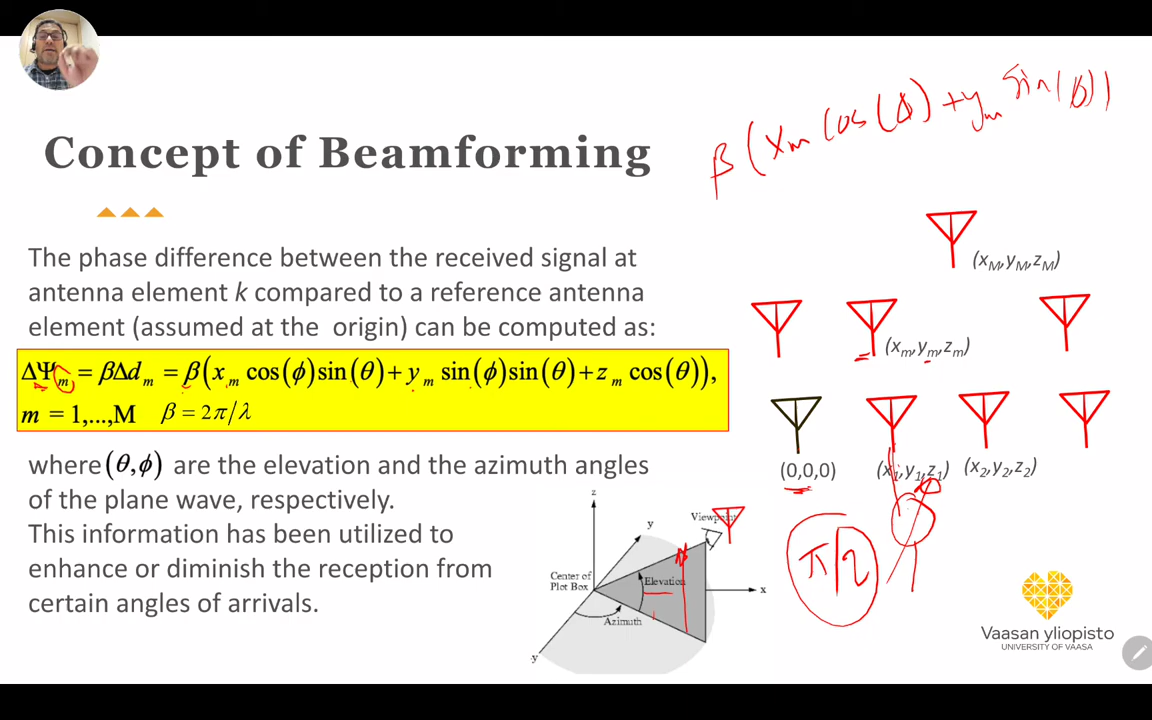 β(xₘ cos(ϕ) + yₘ sin(ϕ))
Concept of Beamforming
The phase difference between the received signal at
antenna element k compared to a reference antenna
element (assumed at the origin) can be computed as:
ΔΨₘ = βΔdₘ = β(xₘ cos(ϕ)sin(θ)+yₘ sin(ϕ)sin(θ)+zₘ cos(θ)),
m = 1,...,M β = 2π/λ
where (θ,ϕ) are the elevation and the azimuth angles
of the plane wave, respectively.
This information has been utilized to
enhance or diminish the reception from
certain angles of arrivals.
(x_M,y_M,z_M)
(xₘ,yₘ,zₘ)
(0,0,0) (x₁,y₁,z₁) (x₂,y₂,z₂)
π/2
z
y
Viewpoint
Center of
Plot Box
Elevation
x
Azimuth
-y
Vaasan yliopisto
UNIVERSITY OF VAASA